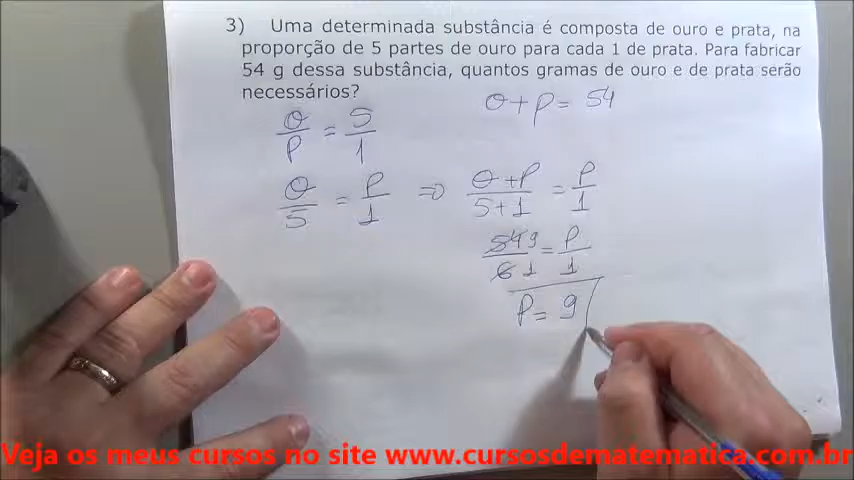 3) Uma determinada substância é composta de ouro e prata, na
proporção de 5 partes de ouro para cada 1 de prata. Para fabricar
54 g dessa substância, quantos gramas de ouro e de prata serão
necessários?
O + P = 54
O/P = 5/1
O/5 = P/1 => O+P/5+1 = P/1
54 9/6 1 = P/1
P = 9
Veja os meus cursos no site www.cursosdematematica.com.br